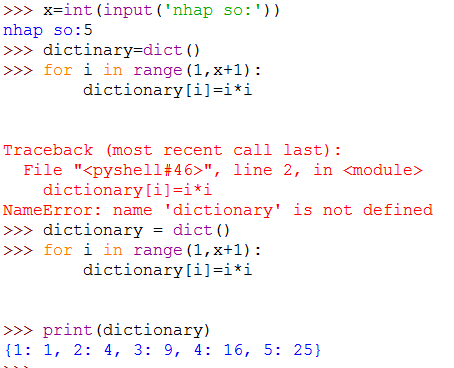 >>> x=int(input('nhap so:'))
nhap so:5
>>> dictinary=dict()
>>> for i in range(1,x+1):
        dictionary[i]=i*i
Traceback (most recent call last):
  File "<pyshell#46>", line 2, in <module>
    dictionary[i]=i*i
NameError: name 'dictionary' is not defined
>>> dictionary = dict()
>>> for i in range(1,x+1):
        dictionary[i]=i*i
>>> print(dictionary)
{1: 1, 2: 4, 3: 9, 4: 16, 5: 25}
>>>